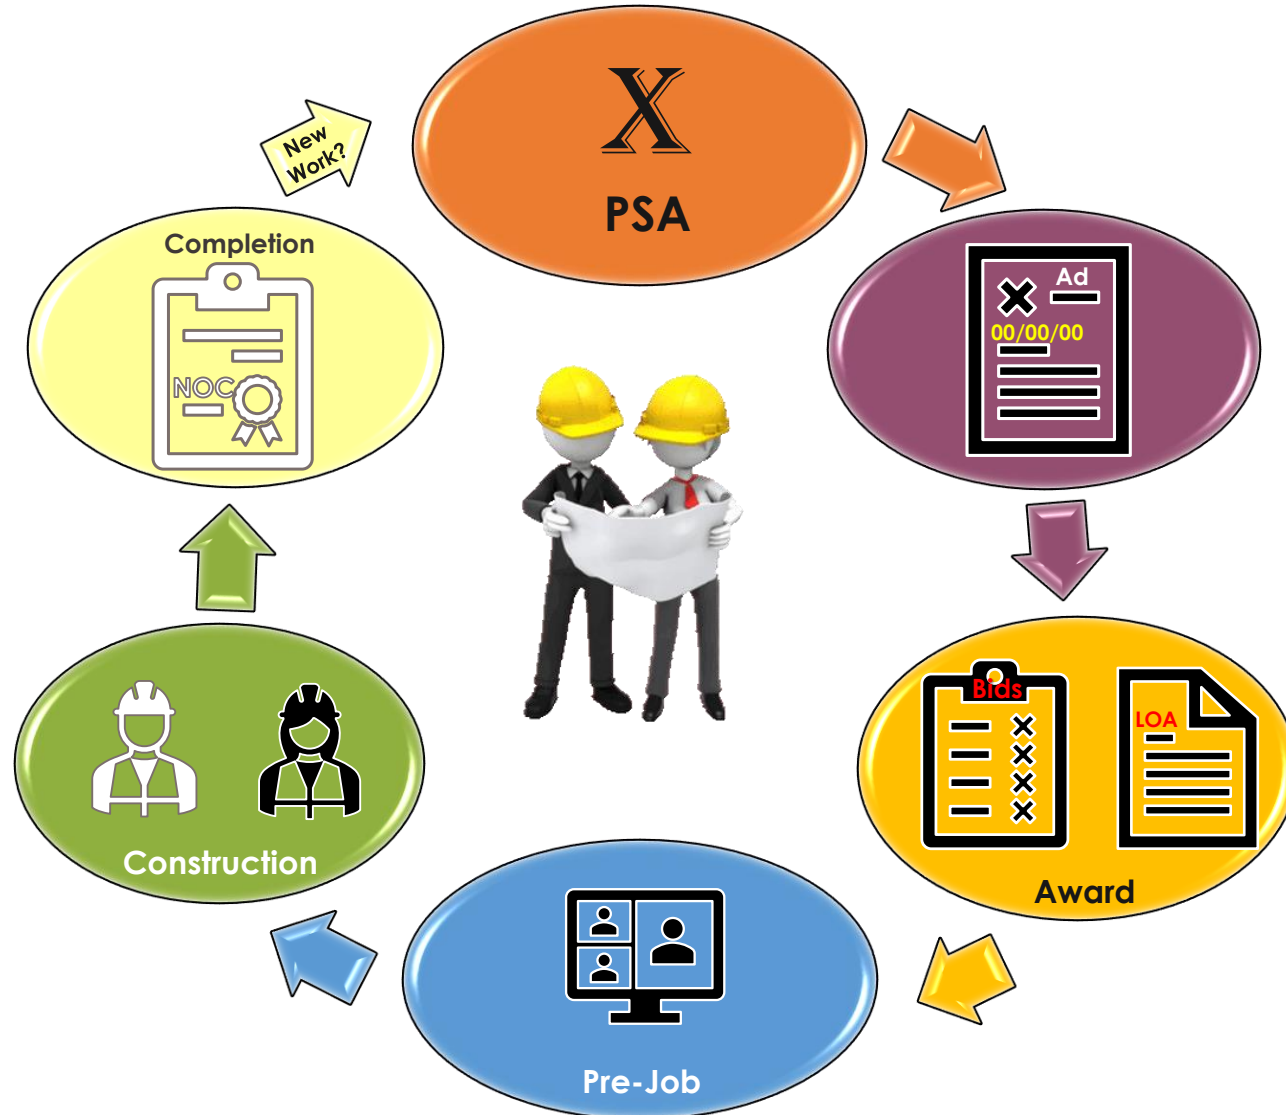 X
PSA
Ad
00/00/00
Bids
LOA
Award
Pre-Job
Construction
Completion
NOC
New
Work?